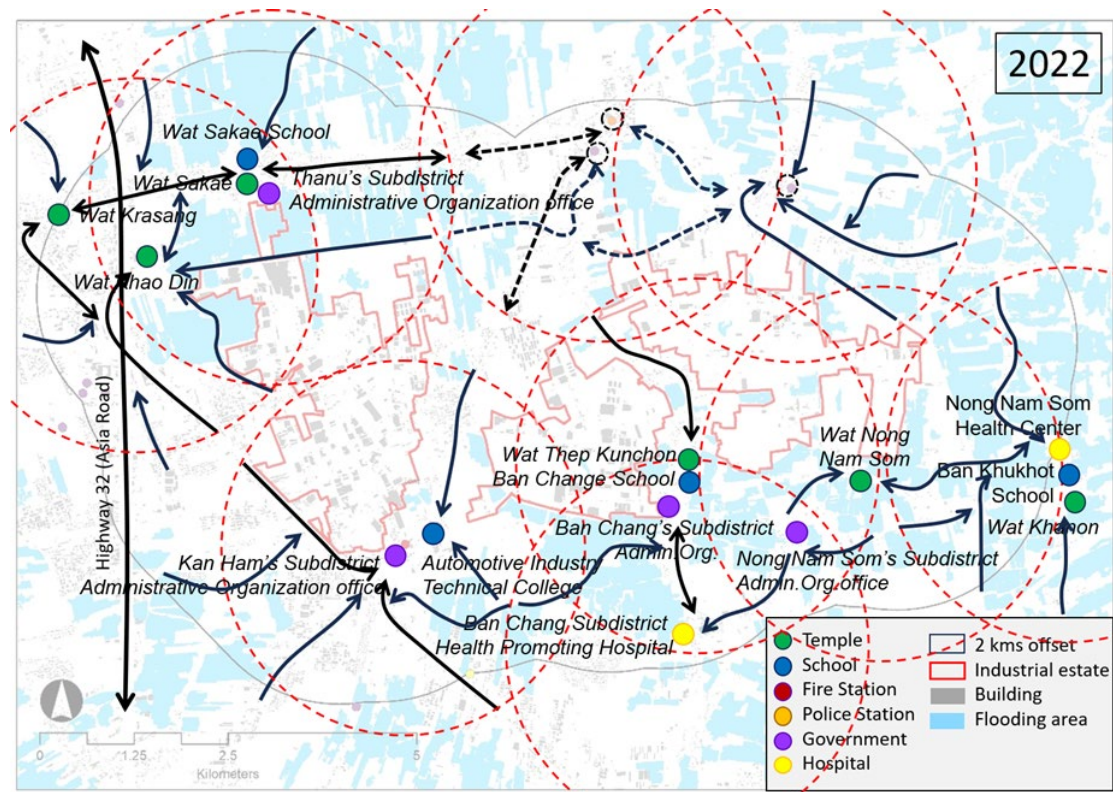 2022
Wat Sakae School
Wat Sakae
Thanu's Subdistrict
Administrative Organization office
Wat Krasang
Wat Khao Din
Highway 32 (Asia Road)
Nong Nam Som
Health Center
Wat Nong
Nam Som
Wat Thep Kunchon
Ban Change School
Ban Khukhot
School
Wat Khanon
Ban Chang's Subdistrict
Admin.Org.
Nong Nam Som's Subdistrict
Admin.Org.office
Kan Ham's Subdistrict
Administrative Organization office
Automotive Industry
Technical College
Ban Chang Subdistrict
Health Promoting Hospital
Temple
School
Fire Station
Police Station
Government
Hospital
2 kms offset
Industrial estate
Building
Flooding area
0 1.25 2.5 5
Kilometers